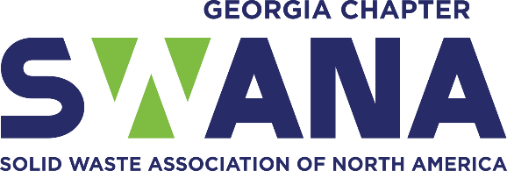 GEORGIA CHAPTER
SWANA
SOLID WASTE ASSOCIATION OF NORTH AMERICA